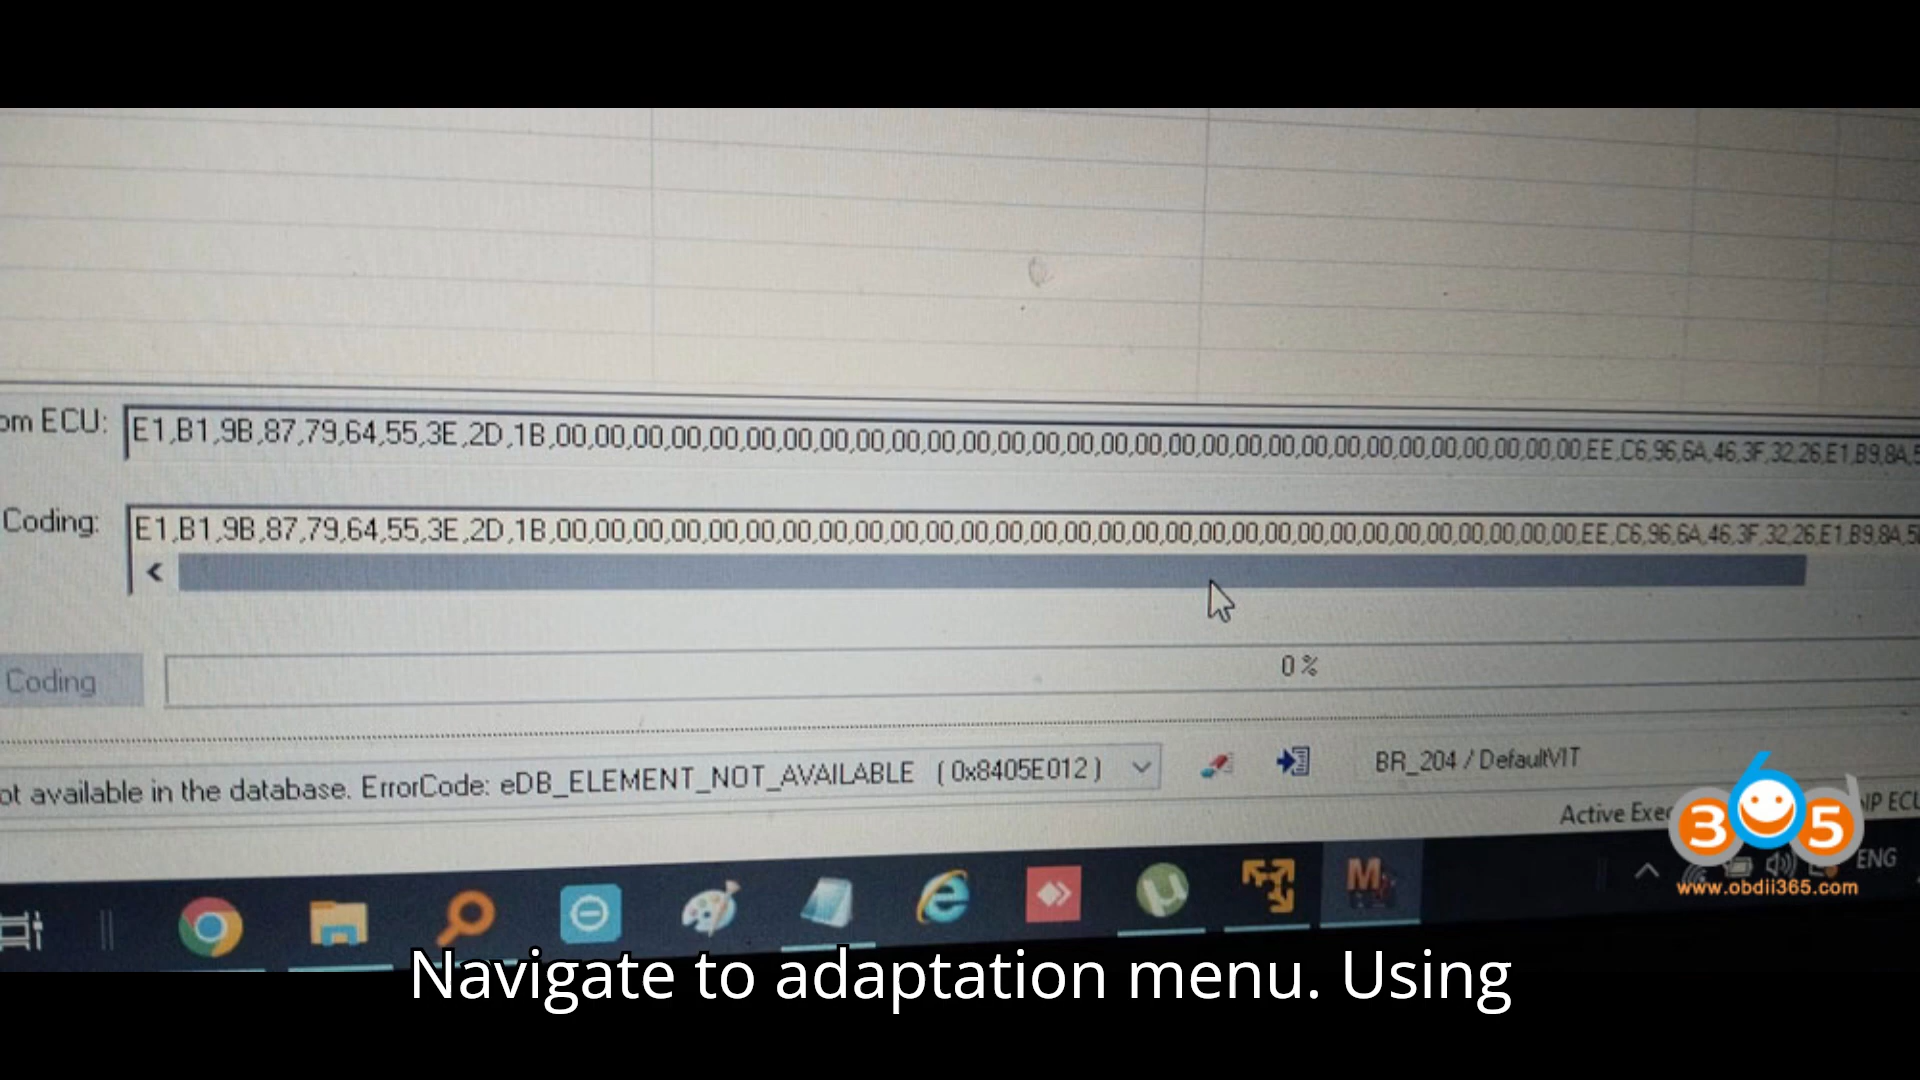 om ECU:
E1,B1,9B,87,79,64,55,3E,2D,1B,00,00,00,00,00,00,00,00,00,00,00,00,00,00,00,00,00,00,00,00,00,00,00,00,00,00,00,00,EE,C6,96,6A,46,3F,32,26,E1,B9,8A,5
Coding:
E1,B1,9B,87,79,64,55,3E,2D,1B,00,00,00,00,00,00,00,00,00,00,00,00,00,00,00,00,00,00,00,00,00,00,00,00,00,00,00,00,EE,C6,96,6A,46,3F,32,26,E1,B9,8A,5
Coding
0 %
ot available in the database. ErrorCode: eDB_ELEMENT_NOT_AVAILABLE ( 0x8405E012 )
BR_204 / DefaultVIT
Active Exe
IP ECU
365
ENG
www.obdii365.com
Navigate to adaptation menu. Using